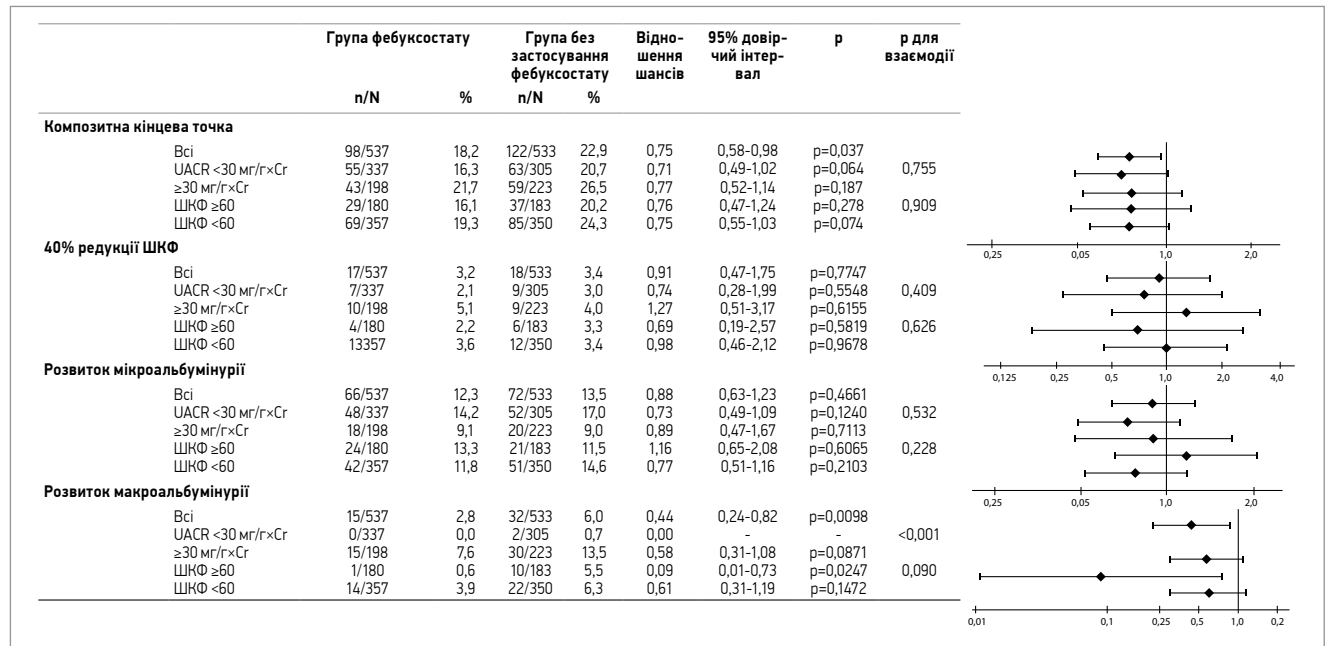 Група фебуксостату Група без застосування фебуксостату Відно-шення шансів 95% довір-чий інтер-вал p p для взаємодії
n/N % n/N %
Композитна кінцева точка
Всі 98/537 18,2 122/533 22,9 0,75 0,58-0,98 p=0,037
UACR <30 мг/г×Cr 55/337 16,3 63/305 20,7 0,71 0,49-1,02 p=0,064 0,755
≥30 мг/г×Cr 43/198 21,7 59/223 26,5 0,77 0,52-1,14 p=0,187
ШКФ ≥60 29/180 16,1 37/183 20,2 0,76 0,47-1,24 p=0,278 0,909
ШКФ <60 69/357 19,3 85/350 24,3 0,75 0,55-1,03 p=0,074
0,25 0,05 1,0 2,0
40% редукції ШКФ
Всі 17/537 3,2 18/533 3,4 0,91 0,47-1,75 p=0,7747
UACR <30 мг/г×Cr 7/337 2,1 9/305 3,0 0,74 0,28-1,99 p=0,5548 0,409
≥30 мг/г×Cr 10/198 5,1 9/223 4,0 1,27 0,51-3,17 p=0,6155
ШКФ ≥60 4/180 2,2 6/183 3,3 0,69 0,19-2,57 p=0,5819 0,626
ШКФ <60 13357 3,6 12/350 3,4 0,98 0,46-2,12 p=0,9678
0,125 0,25 0,5 1,0 2,0 4,0
Розвиток мікроальбумінурії
Всі 66/537 12,3 72/533 13,5 0,88 0,63-1,23 p=0,4661
UACR <30 мг/г×Cr 48/337 14,2 52/305 17,0 0,73 0,49-1,09 p=0,1240 0,532
≥30 мг/г×Cr 18/198 9,1 20/223 9,0 0,89 0,47-1,67 p=0,7113
ШКФ ≥60 24/180 13,3 21/183 11,5 1,16 0,65-2,08 p=0,6065 0,228
ШКФ <60 42/357 11,8 51/350 14,6 0,77 0,51-1,16 p=0,2103
0,25 0,05 1,0 2,0
Розвиток макроальбумінурії
Всі 15/537 2,8 32/533 6,0 0,44 0,24-0,82 p=0,0098
UACR <30 мг/г×Cr 0/337 0,0 2/305 0,7 0,00 - - <0,001
≥30 мг/г×Cr 15/198 7,6 30/223 13,5 0,58 0,31-1,08 p=0,0871
ШКФ ≥60 1/180 0,6 10/183 5,5 0,09 0,01-0,73 p=0,0247 0,090
ШКФ <60 14/357 3,9 22/350 6,3 0,61 0,31-1,19 p=0,1472
0,01 0,1 0,25 0,5 1,0 0,2